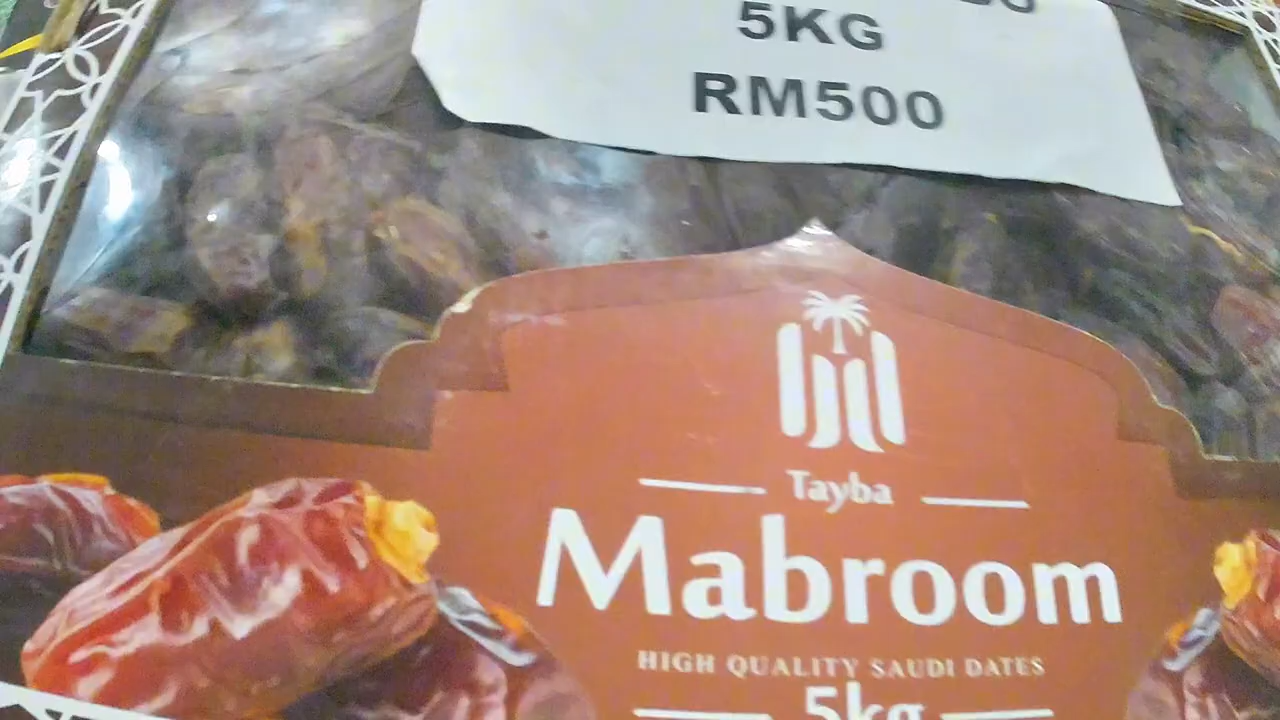 5KG
RM500
Tayba
Mabroom
HIGH QUALITY SAUDI DATES
5kg